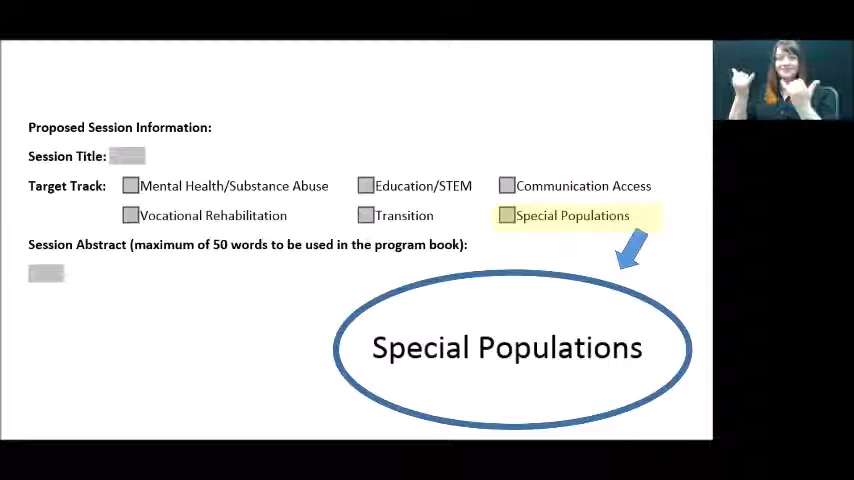 Proposed Session Information:
Session Title:
Target Track: Mental Health/Substance Abuse Education/STEM Communication Access
Vocational Rehabilitation Transition Special Populations
Session Abstract (maximum of 50 words to be used in the program book):
Special Populations